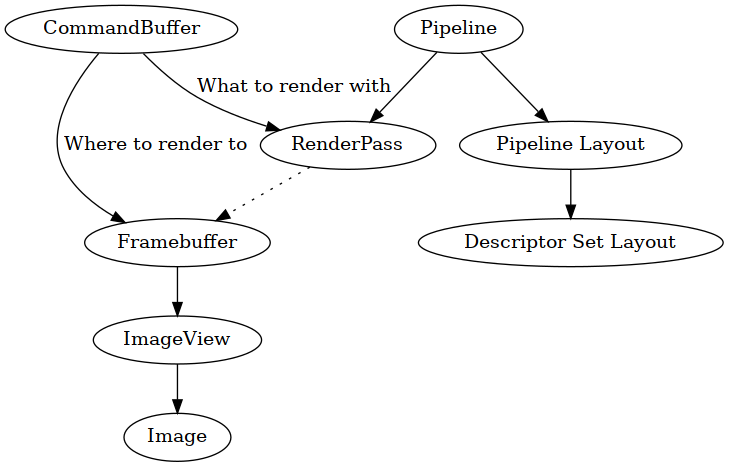 CommandBuffer
Pipeline
What to render with
Where to render to
RenderPass
Pipeline Layout
Framebuffer
Descriptor Set Layout
ImageView
Image